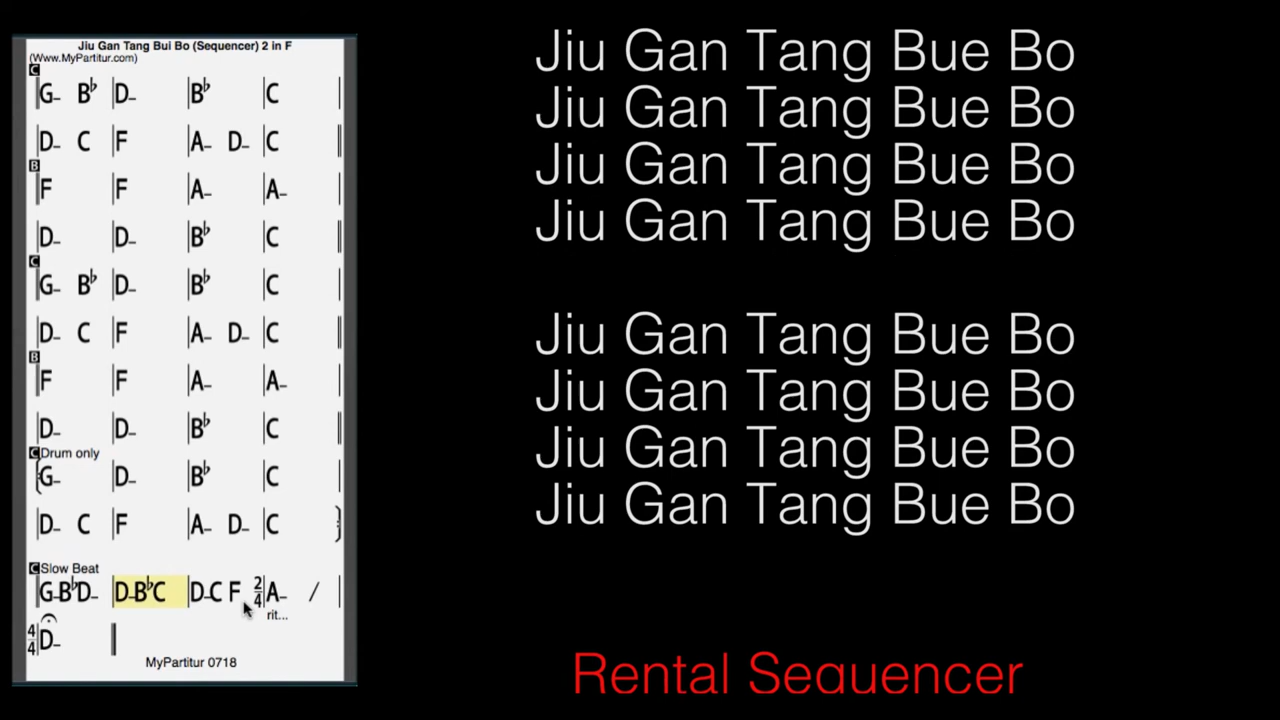 Jiu Gan Tang Bui Bo (Sequencer) 2 in F
(Www.MyPartitur.com)
C
G– B♭ D– B♭ C
D– C F A– D– C
B
F F A– A–
D– D– B♭ C
C
G– B♭ D– B♭ C
D– C F A– D– C
B
F F A– A–
D– D– B♭ C
C Drum only
G– D– B♭ C
D– C F A– D– C
C Slow Beat
G– B♭ D– D– B♭ C D– C F 2/4 A– /
rit...
4/4 D–
MyPartitur 0718
Jiu Gan Tang Bue Bo
Jiu Gan Tang Bue Bo
Jiu Gan Tang Bue Bo
Jiu Gan Tang Bue Bo
Jiu Gan Tang Bue Bo
Jiu Gan Tang Bue Bo
Jiu Gan Tang Bue Bo
Jiu Gan Tang Bue Bo
Rental Sequencer